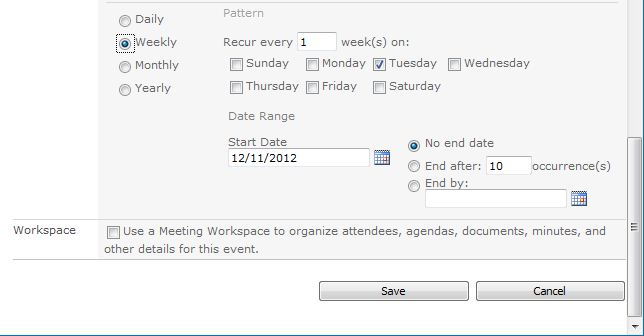 Daily
Pattern
Weekly
Recur every 1 week(s) on:
Monthly
Sunday Monday Tuesday Wednesday
Yearly
Thursday Friday Saturday
Date Range
Start Date
12/11/2012
No end date
End after: 10 occurrence(s)
End by:
Workspace
Use a Meeting Workspace to organize attendees, agendas, documents, minutes, and
other details for this event.
Save Cancel